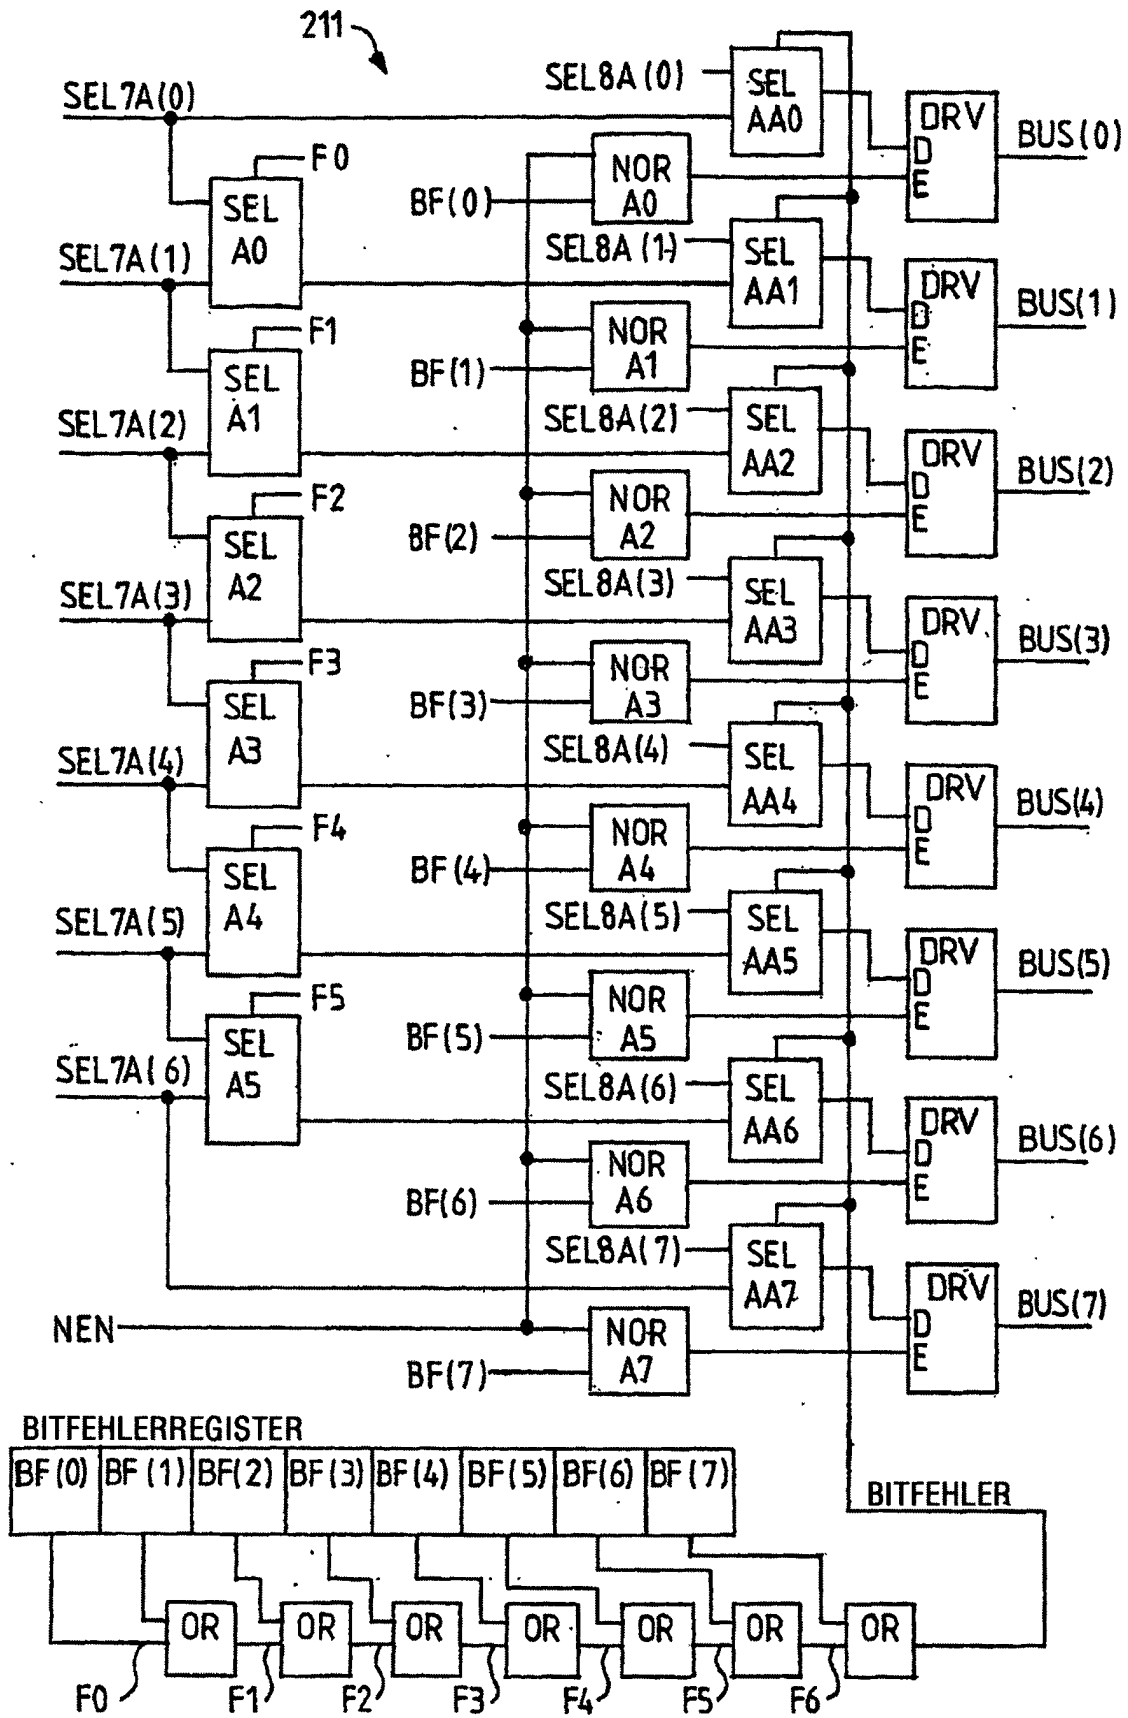 211
SEL7A(0)
SEL8A(0)
SEL
AA0
DRV
D
E
BUS(0)
F0
NOR
A0
BF(0)
SEL
A0
SEL7A(1)
SEL8A(1)
SEL
AA1
DRV
D
E
BUS(1)
F1
NOR
A1
BF(1)
SEL
A1
SEL7A(2)
SEL8A(2)
SEL
AA2
DRV
D
E
BUS(2)
F2
NOR
A2
BF(2)
SEL
A2
SEL7A(3)
SEL8A(3)
SEL
AA3
DRV
D
E
BUS(3)
F3
NOR
A3
BF(3)
SEL
A3
SEL7A(4)
SEL8A(4)
SEL
AA4
DRV
D
E
BUS(4)
F4
NOR
A4
BF(4)
SEL
A4
SEL7A(5)
SEL8A(5)
SEL
AA5
DRV
D
E
BUS(5)
F5
NOR
A5
BF(5)
SEL
A5
SEL7A(6)
SEL8A(6)
SEL
AA6
DRV
D
E
BUS(6)
NOR
A6
BF(6)
SEL8A(7)
SEL
AA7
DRV
D
E
BUS(7)
NEN
NOR
A7
BF(7)
BITFEHLERREGISTER
BF(0) BF(1) BF(2) BF(3) BF(4) BF(5) BF(6) BF(7)
BITFEHLER
OR OR OR OR OR OR OR
F0 F1 F2 F3 F4 F5 F6